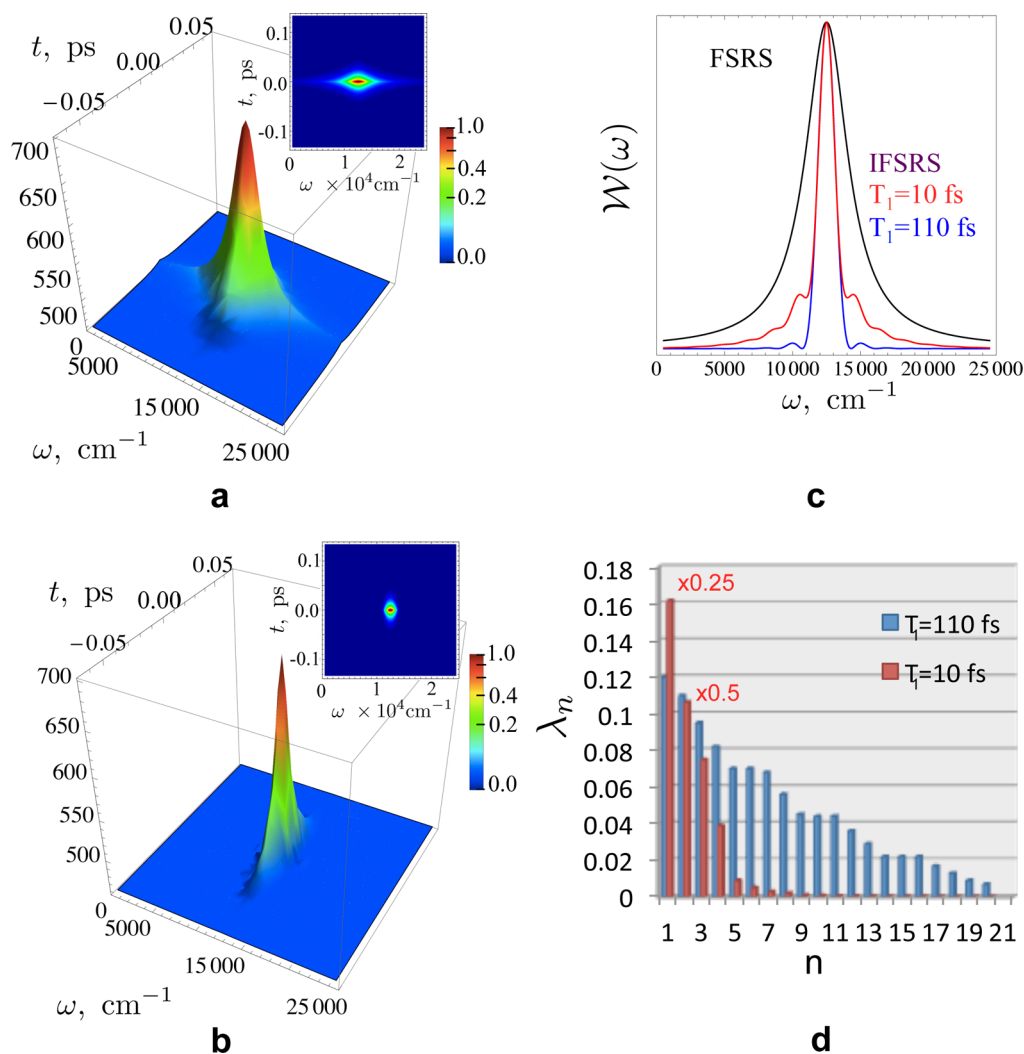 t, ps
0.05
0.00
−0.05
700
650
600
550
500
0
5000
15 000
25 000
ω, cm⁻¹
t, ps
0.1
0.0
-0.1
0 1 2
ω ×10⁴cm⁻¹
1.0
0.4
0.2
0.0
a
FSRS
IFSRS
T₁=10 fs
T₁=110 fs
𝒲(ω)
0 5000 10 000 15 000 20 000 25 000
ω, cm⁻¹
c
t, ps
0.05
0.00
−0.05
700
650
600
550
500
0
5000
15 000
25 000
ω, cm⁻¹
t, ps
0.1
0.0
-0.1
0 1 2
ω ×10⁴cm⁻¹
1.0
0.4
0.2
0.0
b
λₙ
0.18
0.16
0.14
0.12
0.1
0.08
0.06
0.04
0.02
0
x0.25
x0.5
T₁=110 fs
T₁=10 fs
1 3 5 7 9 11 13 15 17 19 21
n
d